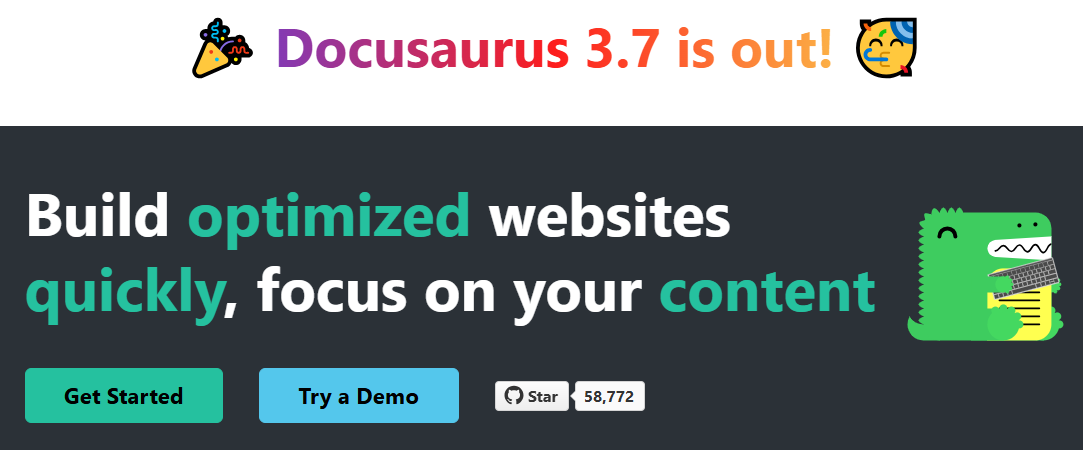 Docusaurus 3.7 is out!
Build optimized websites
quickly, focus on your content
Get Started
Try a Demo
Star
58,772